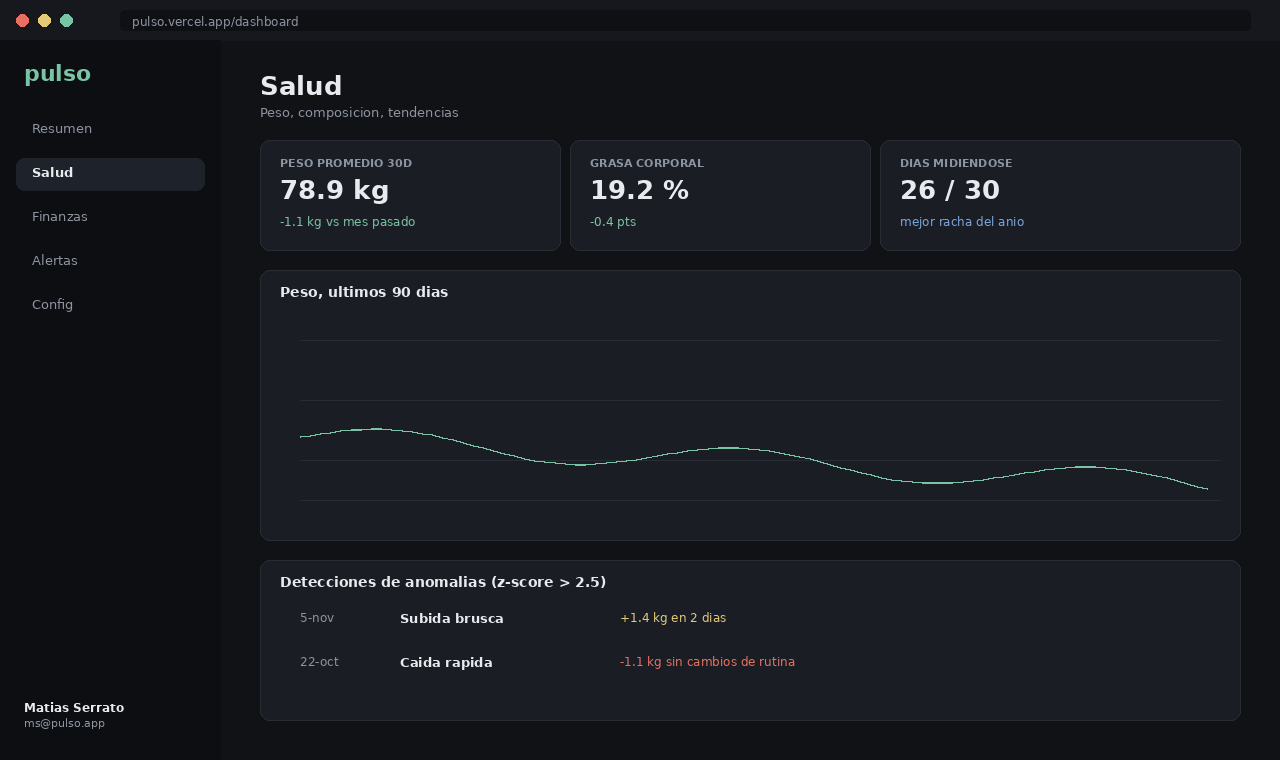 pulso.vercel.app/dashboard
pulso
Resumen
Salud
Finanzas
Alertas
Config
Matias Serrato
ms@pulso.app
Salud
Peso, composicion, tendencias
PESO PROMEDIO 30D
78.9 kg
-1.1 kg vs mes pasado
GRASA CORPORAL
19.2 %
-0.4 pts
DIAS MIDIENDOSE
26 / 30
mejor racha del anio
Peso, ultimos 90 dias
Detecciones de anomalias (z-score > 2.5)
5-nov Subida brusca +1.4 kg en 2 dias
22-oct Caida rapida -1.1 kg sin cambios de rutina